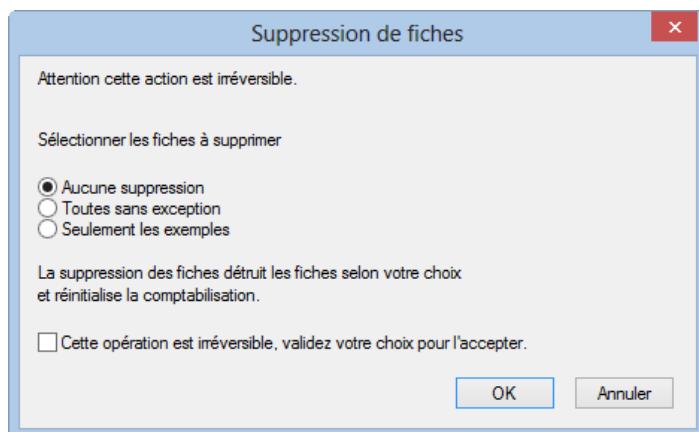 Suppression de fiches
Attention cette action est irréversible.
Sélectionner les fiches à supprimer
Aucune suppression
Toutes sans exception
Seulement les exemples
La suppression des fiches détruit les fiches selon votre choix
et réinitialise la comptabilisation.
Cette opération est irréversible, validez votre choix pour l'accepter.
OK Annuler